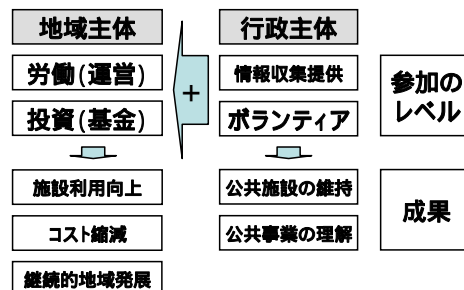 地域主体
行政主体
労働(運営)
情報収集提供
参加の
レベル
+
投資(基金)
ボランティア
施設利用向上
公共施設の維持
成果
コスト縮減
公共事業の理解
継続的地域発展